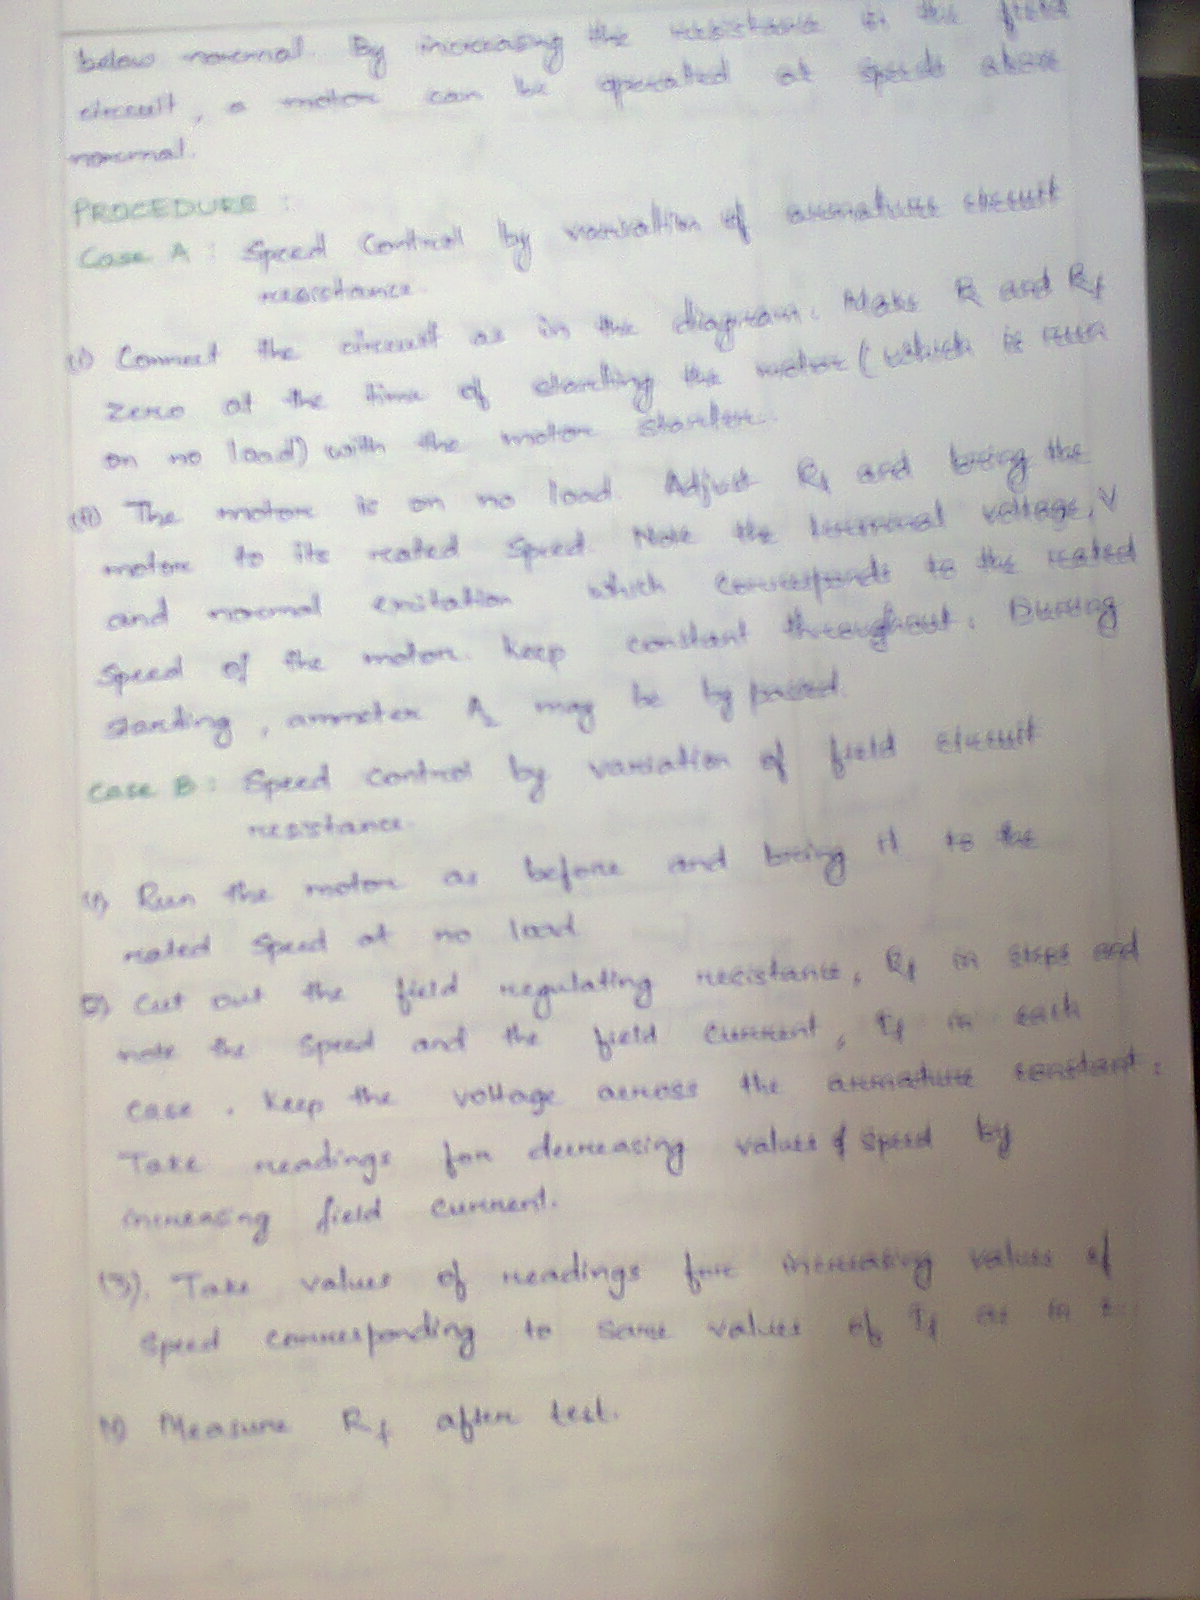 below normal. By increasing the resistance in the field
circuit, a motor can be operated at speeds above
normal.
PROCEDURE :
Case A : Speed Control by variation of armature circuit
resistance.
(i) Connect the circuit as in the diagram. Make R and Rf
zero at the time of starting the motor (which is run
on no load) with the motor starter.
(ii) The motor is on no load. Adjust Rf and bring the
motor to its rated speed. Note the terminal voltage, V
and normal excitation which corresponds to the rated
speed of the motor. Keep constant throughout. During
starting, ammeter A2 may be by passed.
Case B : Speed control by variation of field circuit
resistance.
(1) Run the motor as before and bring it to the
rated speed at no load
2) Cut out the field regulating resistance, Rf in steps and
note the speed and the field current, If in each
case. Keep the voltage across the armature constant.
Take readings for decreasing values of speed by
increasing field current.
(3). Take values of readings for increasing values of
speed corresponding to same values of If as in
Measure Rf after test.